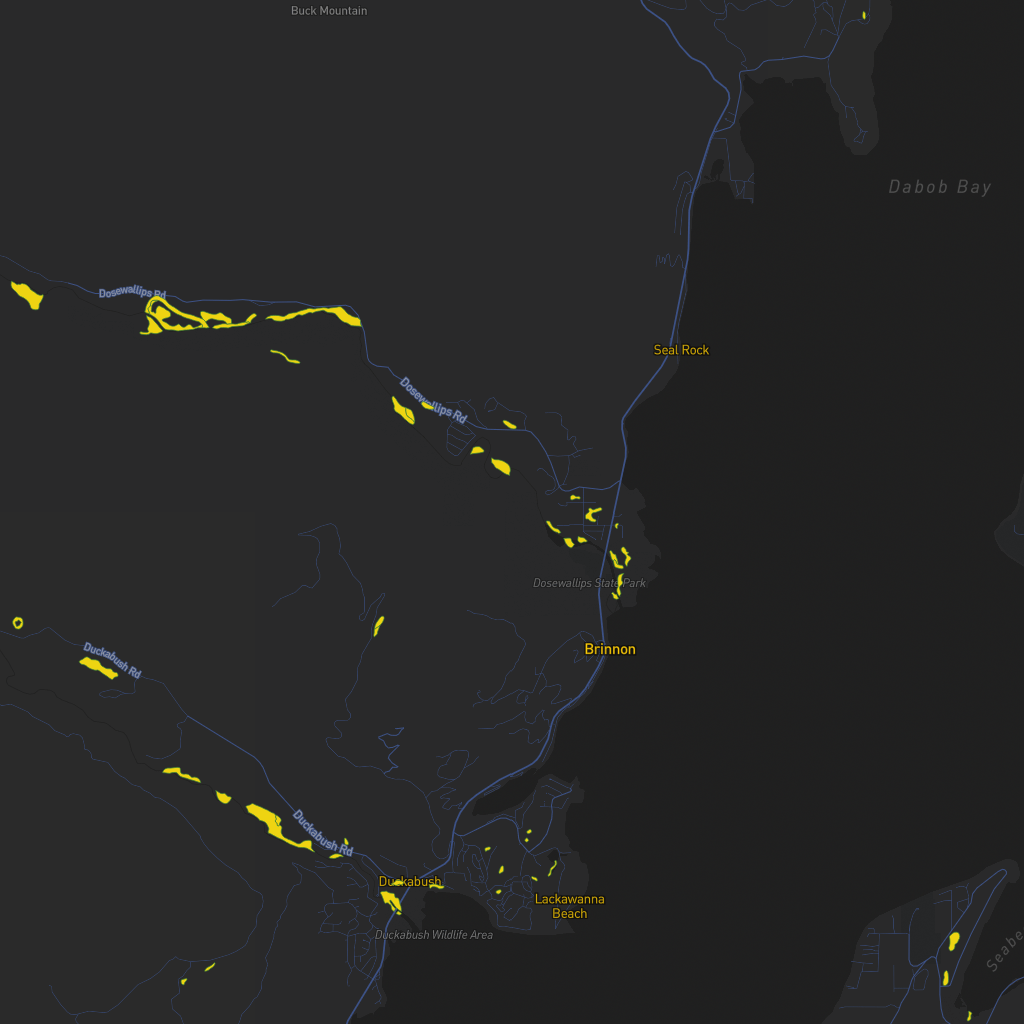 Buck Mountain
Dabob Bay
Dosewallips Rd
Seal Rock
Dosewallips Rd
Dosewallips State Park
Brinnon
Duckabush Rd
Duckabush Rd
Duckabush
Lackawanna
Beach
Duckabush Wildlife Area